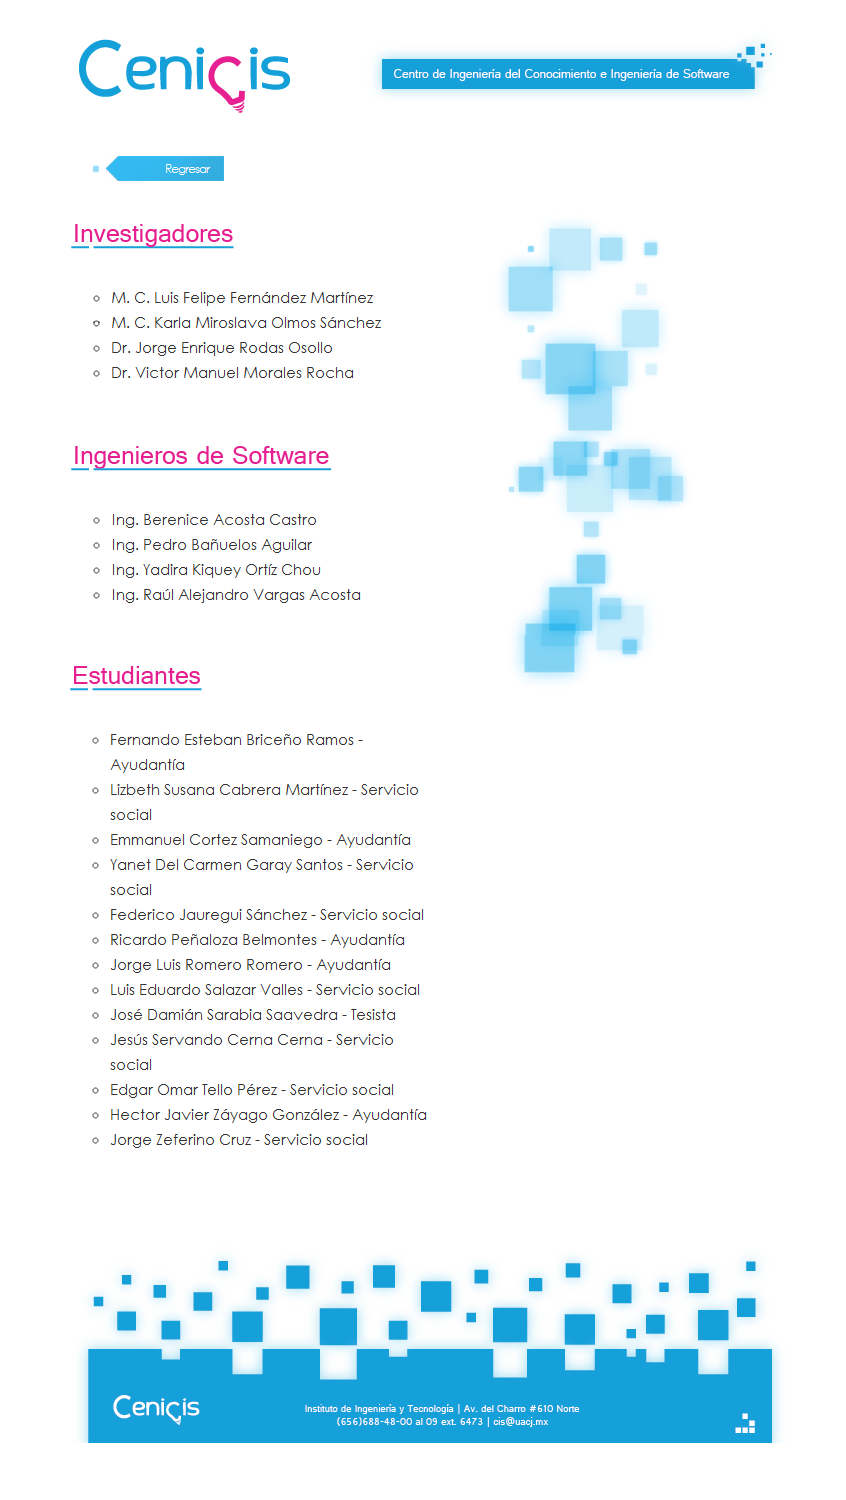 Cenicis
Centro de Ingeniería del Conocimiento e Ingeniería de Software
Regresar
Investigadores
M. C. Luis Felipe Fernández Martínez
M. C. Karla Miroslava Olmos Sánchez
Dr. Jorge Enrique Rodas Osollo
Dr. Victor Manuel Morales Rocha
Ingenieros de Software
Ing. Berenice Acosta Castro
Ing. Pedro Bañuelos Aguilar
Ing. Yadira Kiquey Ortíz Chou
Ing. Raúl Alejandro Vargas Acosta
Estudiantes
Fernando Esteban Briceño Ramos -
Ayudantía
Lizbeth Susana Cabrera Martínez - Servicio
social
Emmanuel Cortez Samaniego - Ayudantía
Yanet Del Carmen Garay Santos - Servicio
social
Federico Jauregui Sánchez - Servicio social
Ricardo Peñaloza Belmontes - Ayudantía
Jorge Luis Romero Romero - Ayudantía
Luis Eduardo Salazar Valles - Servicio social
José Damián Sarabia Saavedra - Tesista
Jesús Servando Cerna Cerna - Servicio
social
Edgar Omar Tello Pérez - Servicio social
Hector Javier Záyago González - Ayudantía
Jorge Zeferino Cruz - Servicio social
Cenicis
Instituto de Ingeniería y Tecnología | Av. del Charro #610 Norte
(656)688-48-00 al 09 ext. 6473 | cis@uacj.mx